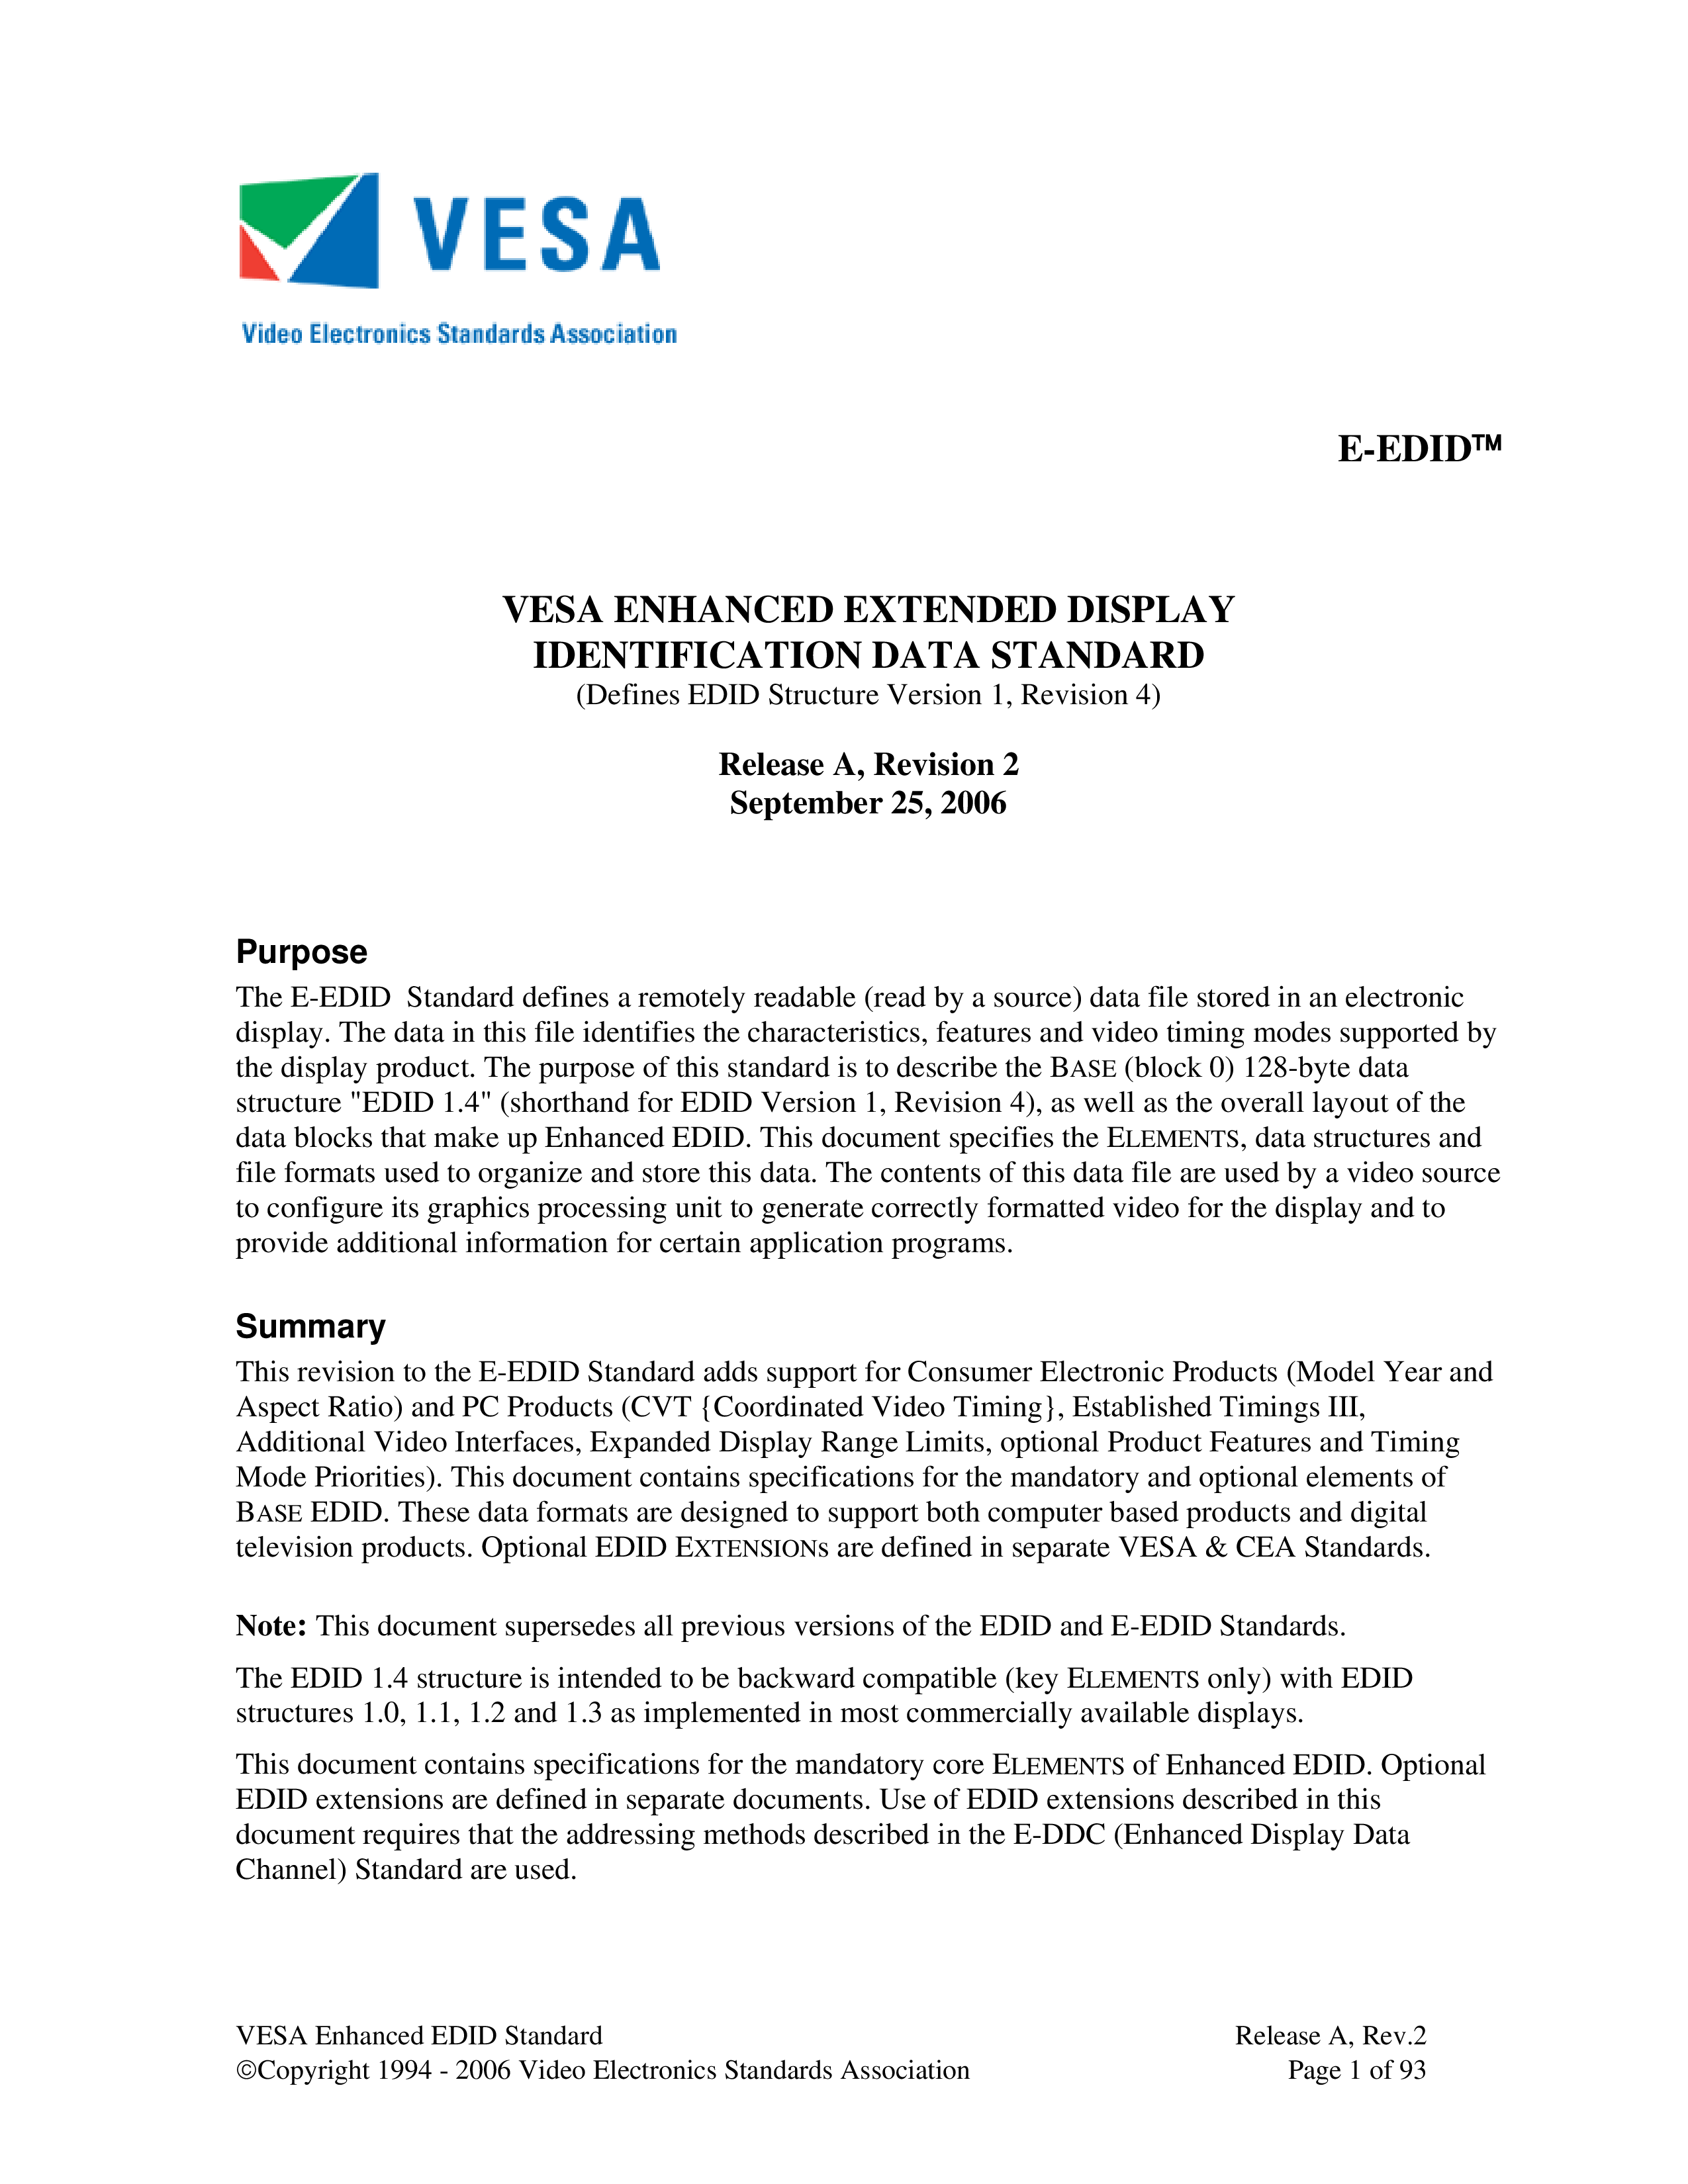 VESA
Video Electronics Standards Association
E-EDID™
VESA ENHANCED EXTENDED DISPLAY
IDENTIFICATION DATA STANDARD
(Defines EDID Structure Version 1, Revision 4)
Release A, Revision 2
September 25, 2006
Purpose
The E-EDID  Standard defines a remotely readable (read by a source) data file stored in an electronic
display. The data in this file identifies the characteristics, features and video timing modes supported by
the display product. The purpose of this standard is to describe the BASE (block 0) 128-byte data
structure "EDID 1.4" (shorthand for EDID Version 1, Revision 4), as well as the overall layout of the
data blocks that make up Enhanced EDID. This document specifies the ELEMENTS, data structures and
file formats used to organize and store this data. The contents of this data file are used by a video source
to configure its graphics processing unit to generate correctly formatted video for the display and to
provide additional information for certain application programs.
Summary
This revision to the E-EDID Standard adds support for Consumer Electronic Products (Model Year and
Aspect Ratio) and PC Products (CVT {Coordinated Video Timing}, Established Timings III,
Additional Video Interfaces, Expanded Display Range Limits, optional Product Features and Timing
Mode Priorities). This document contains specifications for the mandatory and optional elements of
BASE EDID. These data formats are designed to support both computer based products and digital
television products. Optional EDID EXTENSIONs are defined in separate VESA & CEA Standards.
Note: This document supersedes all previous versions of the EDID and E-EDID Standards.
The EDID 1.4 structure is intended to be backward compatible (key ELEMENTS only) with EDID
structures 1.0, 1.1, 1.2 and 1.3 as implemented in most commercially available displays.
This document contains specifications for the mandatory core ELEMENTS of Enhanced EDID. Optional
EDID extensions are defined in separate documents. Use of EDID extensions described in this
document requires that the addressing methods described in the E-DDC (Enhanced Display Data
Channel) Standard are used.
VESA Enhanced EDID Standard Release A, Rev.2
©Copyright 1994 - 2006 Video Electronics Standards Association Page 1 of 93